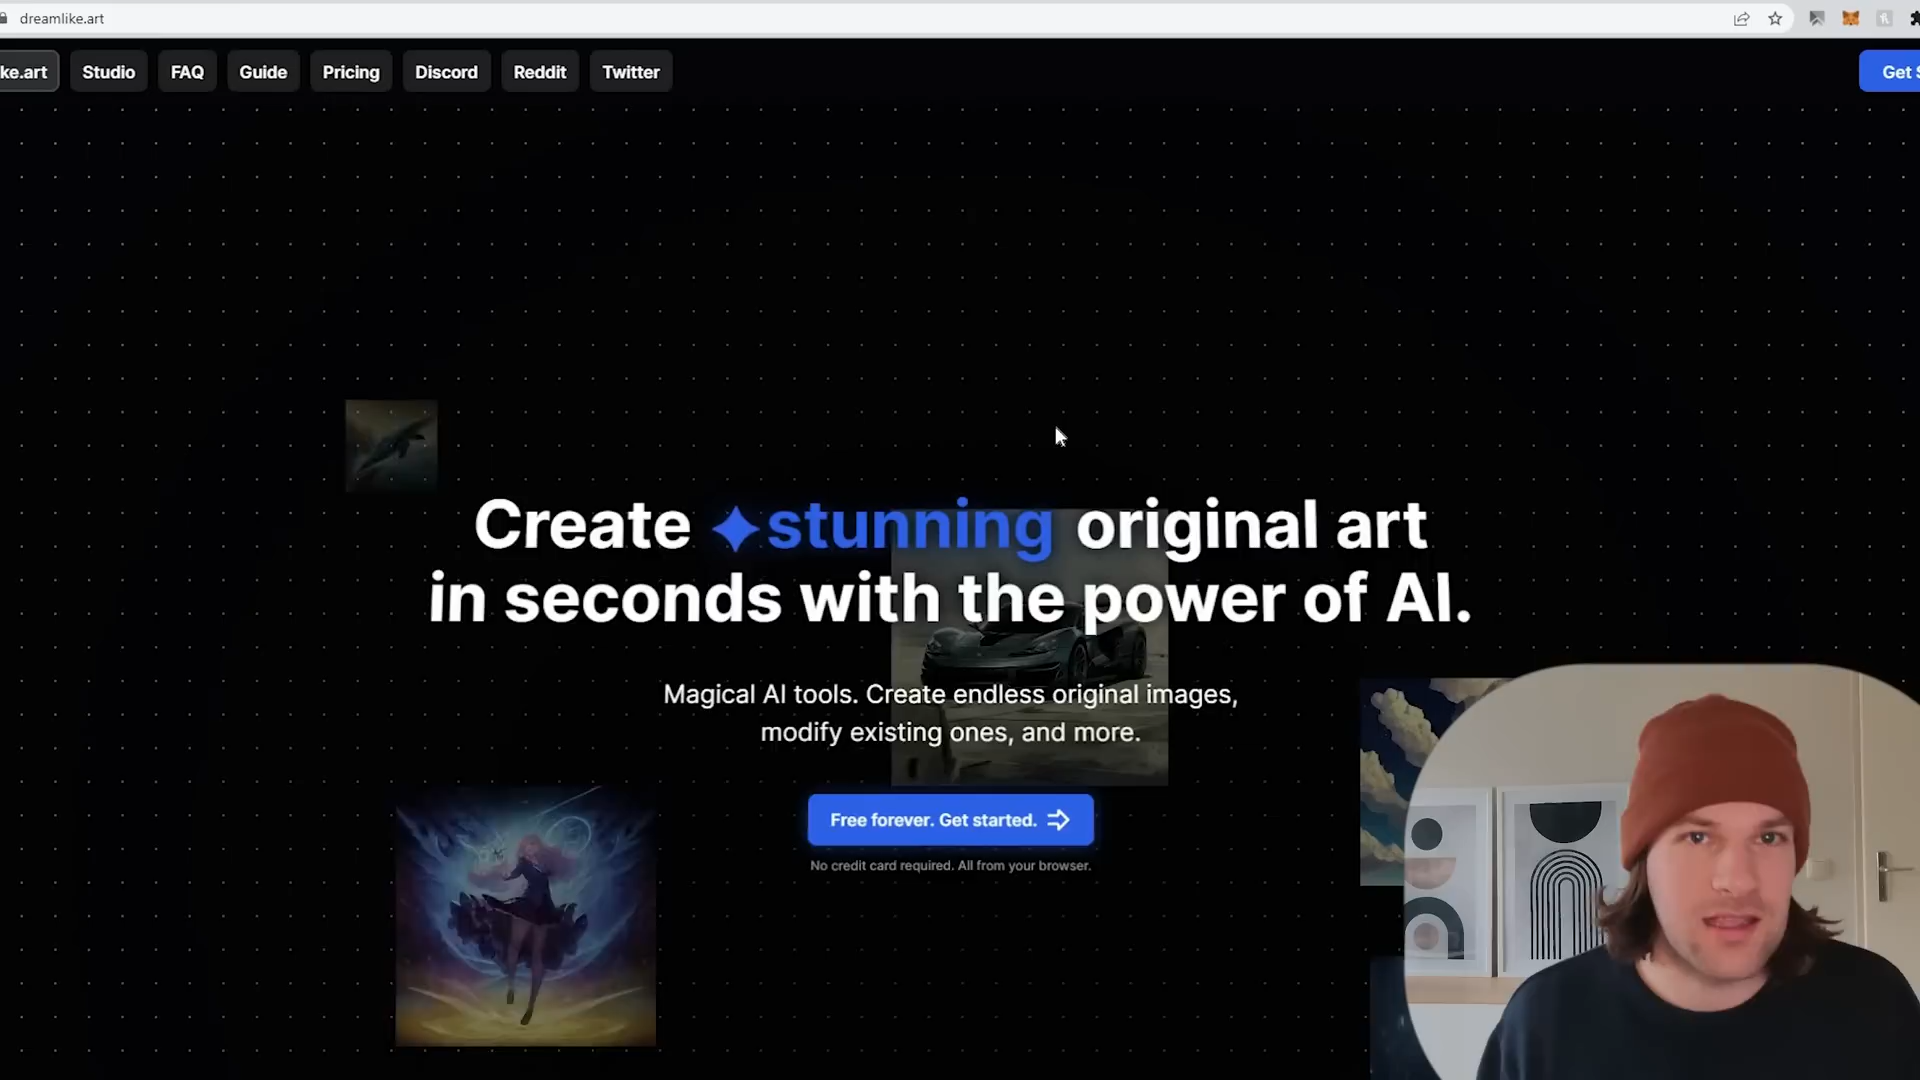 dreamlike.art
ke.art Studio FAQ Guide Pricing Discord Reddit Twitter Get
Create stunning original art
in seconds with the power of AI.
Magical AI tools. Create endless original images,
modify existing ones, and more.
Free forever. Get started.
No credit card required. All from your browser.